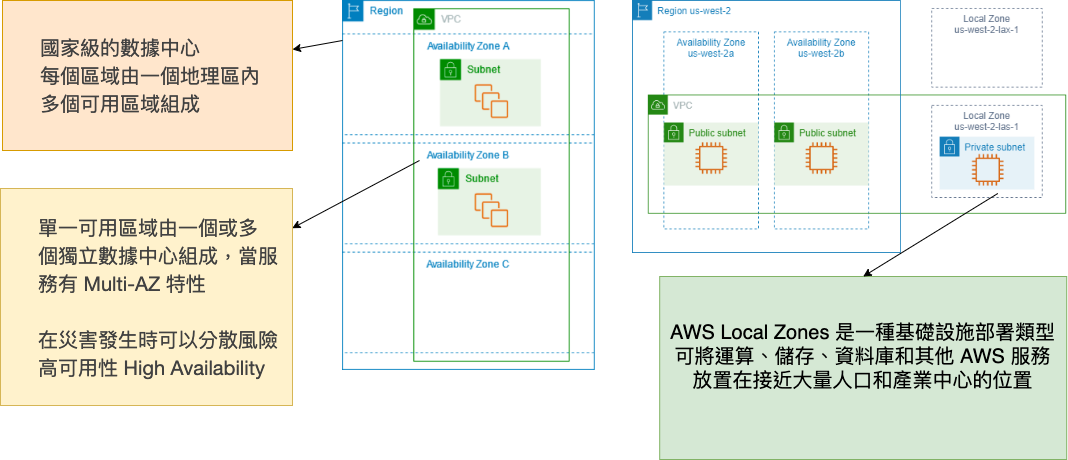 國家級的數據中心
每個區域由一個地理區內
多個可用區域組成
單一可用區域由一個或多
個獨立數據中心組成，當服
務有 Multi-AZ 特性
在災害發生時可以分散風險
高可用性 High Availability
Region
VPC
Availability Zone A
Subnet
Availability Zone B
Subnet
Availability Zone C
Region us-west-2
Availability Zone
us-west-2a
Availability Zone
us-west-2b
Local Zone
us-west-2-lax-1
VPC
Public subnet
Public subnet
Local Zone
us-west-2-las-1
Private subnet
AWS Local Zones 是一種基礎設施部署類型
可將運算、儲存、資料庫和其他 AWS 服務
放置在接近大量人口和產業中心的位置